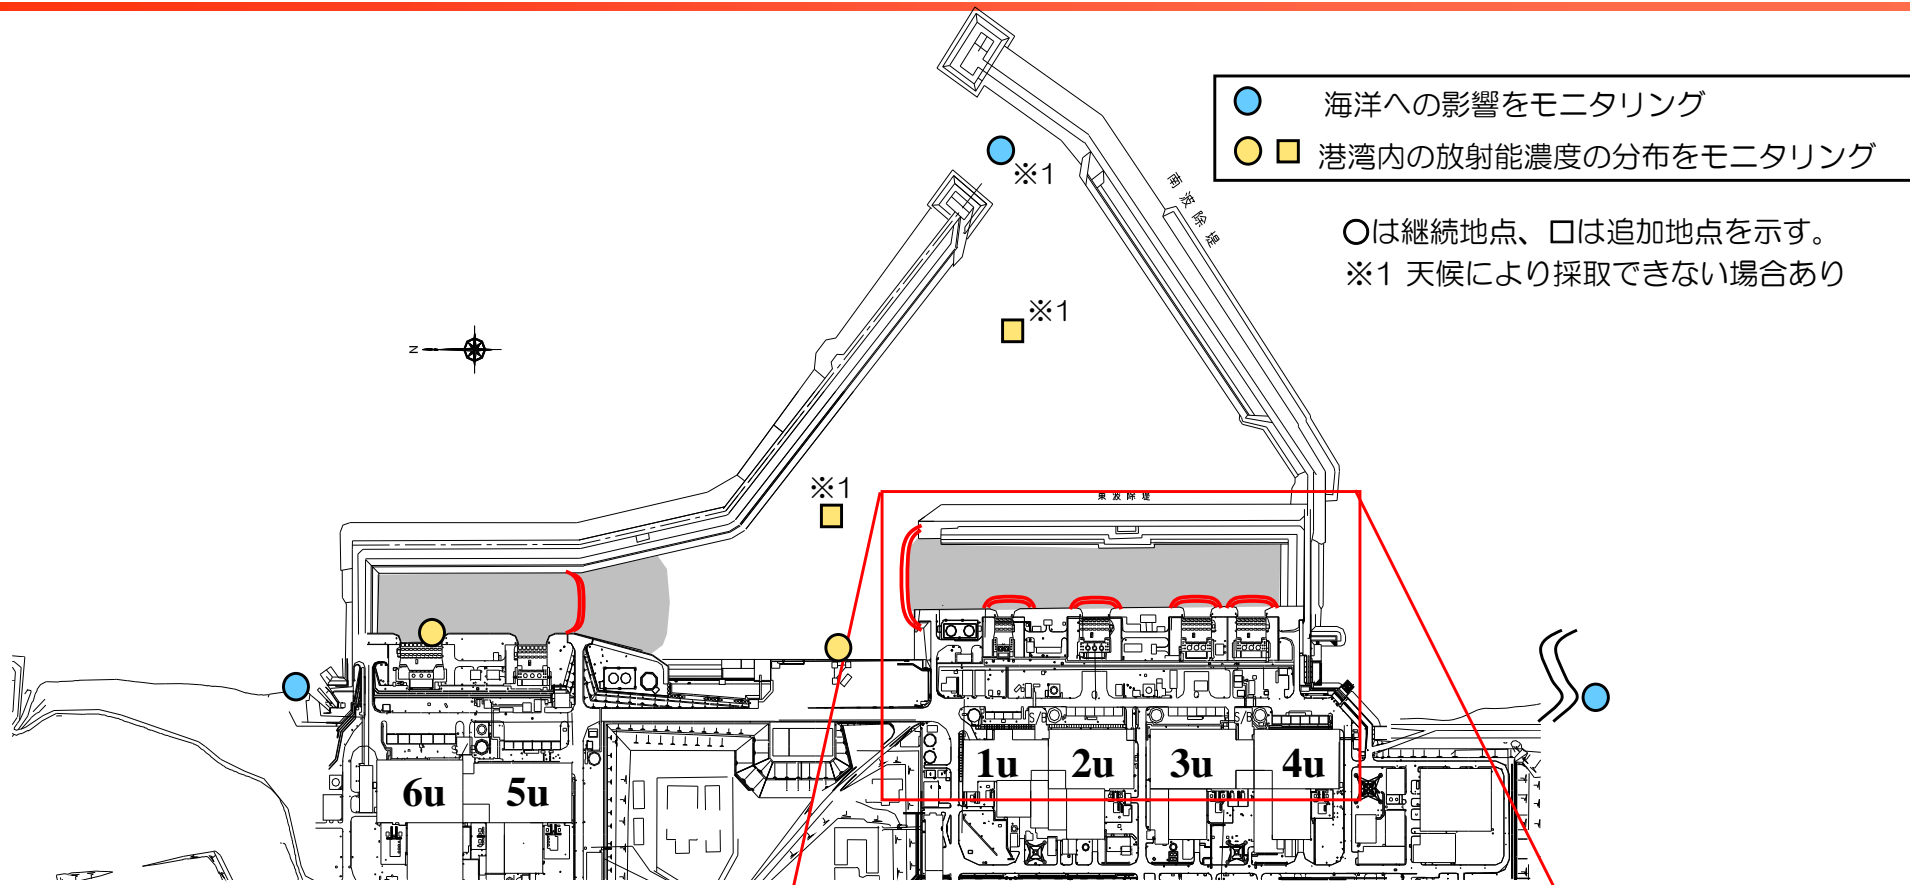 海洋への影響をモニタリング
港湾内の放射能濃度の分布をモニタリング
○は継続地点、□は追加地点を示す。
※1 天候により採取できない場合あり
※1
南波除堤
※1
N
※1
東波除堤
S/B
S/B
1u
2u
3u
4u
6u
5u